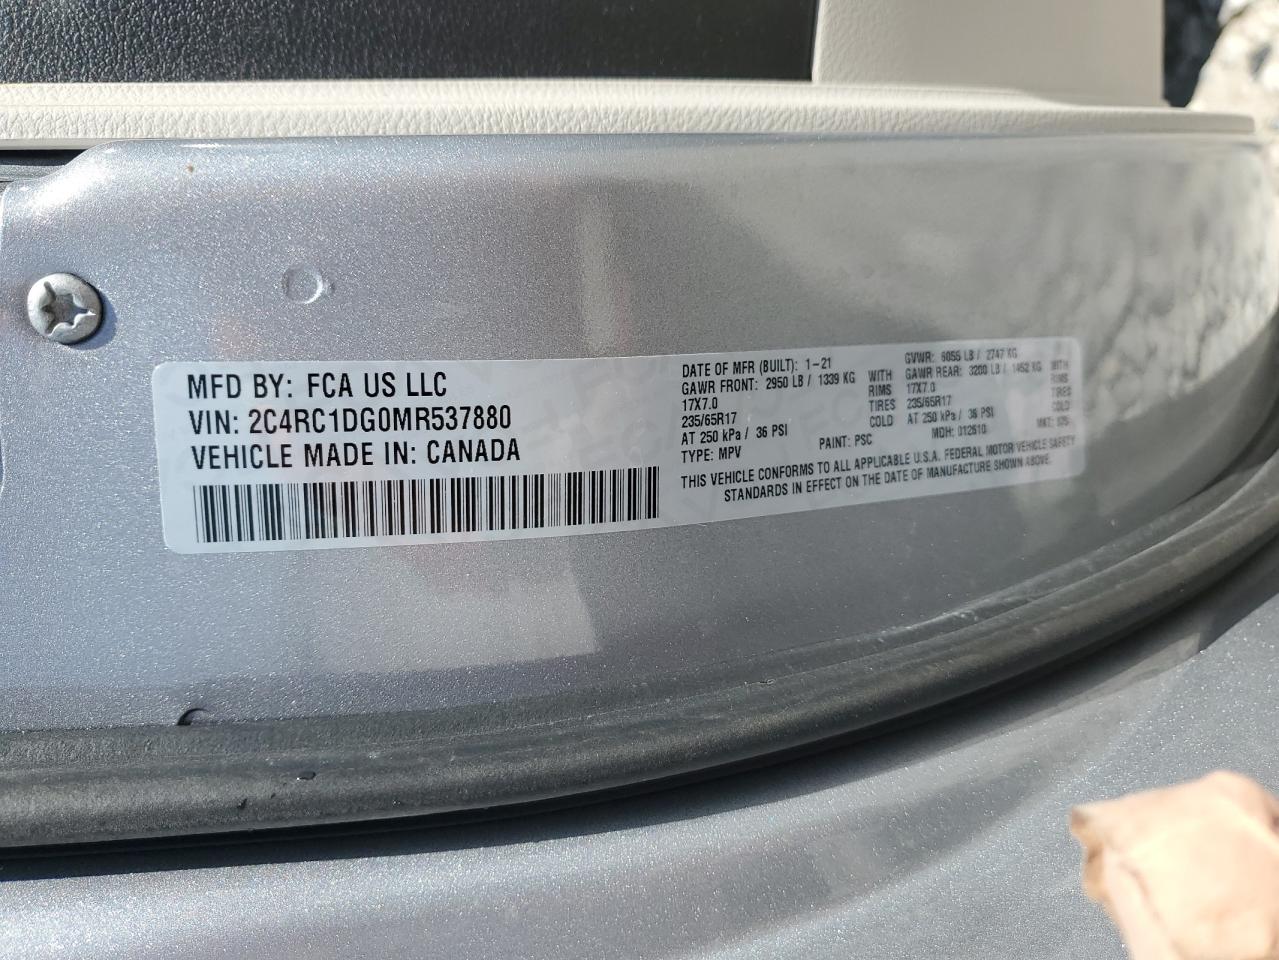 MFD BY: FCA US LLC
VIN: 2C4RC1DG0MR537880
VEHICLE MADE IN: CANADA
DATE OF MFR (BUILT): 1-21 GVWR: 6055 LB / 2747 KG
GAWR FRONT: 2950 LB / 1339 KG WITH GAWR REAR: 3200 LB / 1452 KG WITH
17X7.0 RIMS 17X7.0 RIMS
235/65R17 TIRES 235/65R17 TIRES
AT 250 kPa / 36 PSI COLD AT 250 kPa / 36 PSI COLD
TYPE: MPV PAINT: PSC MDH: 012610 MKT:
THIS VEHICLE CONFORMS TO ALL APPLICABLE U.S.A. FEDERAL MOTOR VEHICLE SAFETY
STANDARDS IN EFFECT ON THE DATE OF MANUFACTURE SHOWN ABOVE.